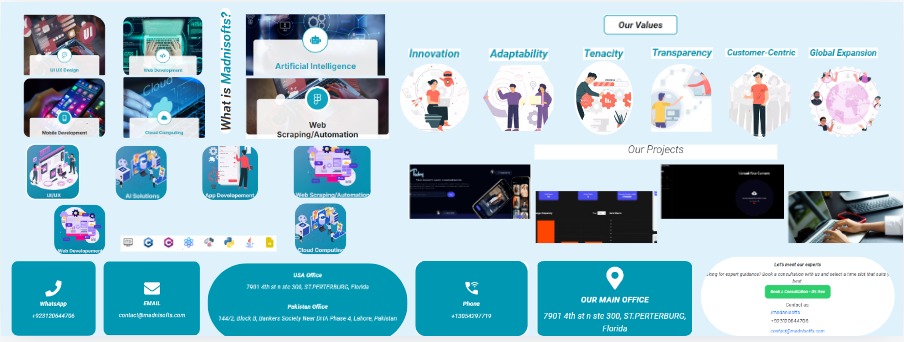 UI UX Design
Web Development
Mobile Development
Cloud Computing
What is Madnisofts?
Artificial Intelligence
Web
Scraping/Automation
Our Values
Innovation
Adaptability
Tenacity
Transparency
Customer-Centric
Global Expansion
UI/UX
AI Solutions
App Developement
Web Scraping/Automation
Web Developement
Cloud Computing
Our Projects
WhatsApp
+923120644706
EMAIL
contact@madnisofts.com
USA Office
7901 4th st n ste 300, ST.PERTERBURG, Florida
Pakistan Office
144/2, Block D, Bankers Society Near DHA Phase 4, Lahore, Pakistan
Phone
+13054297719
OUR MAIN OFFICE
7901 4th st n ste 300, ST.PERTERBURG,
Florida
Let's meet our experts
king for expert guidance? Book a consultation with us and select a time slot that suits
best
Book a Consultation - It's free
Contact us
madnisofts
+923120644706
contact@madnisofts.com